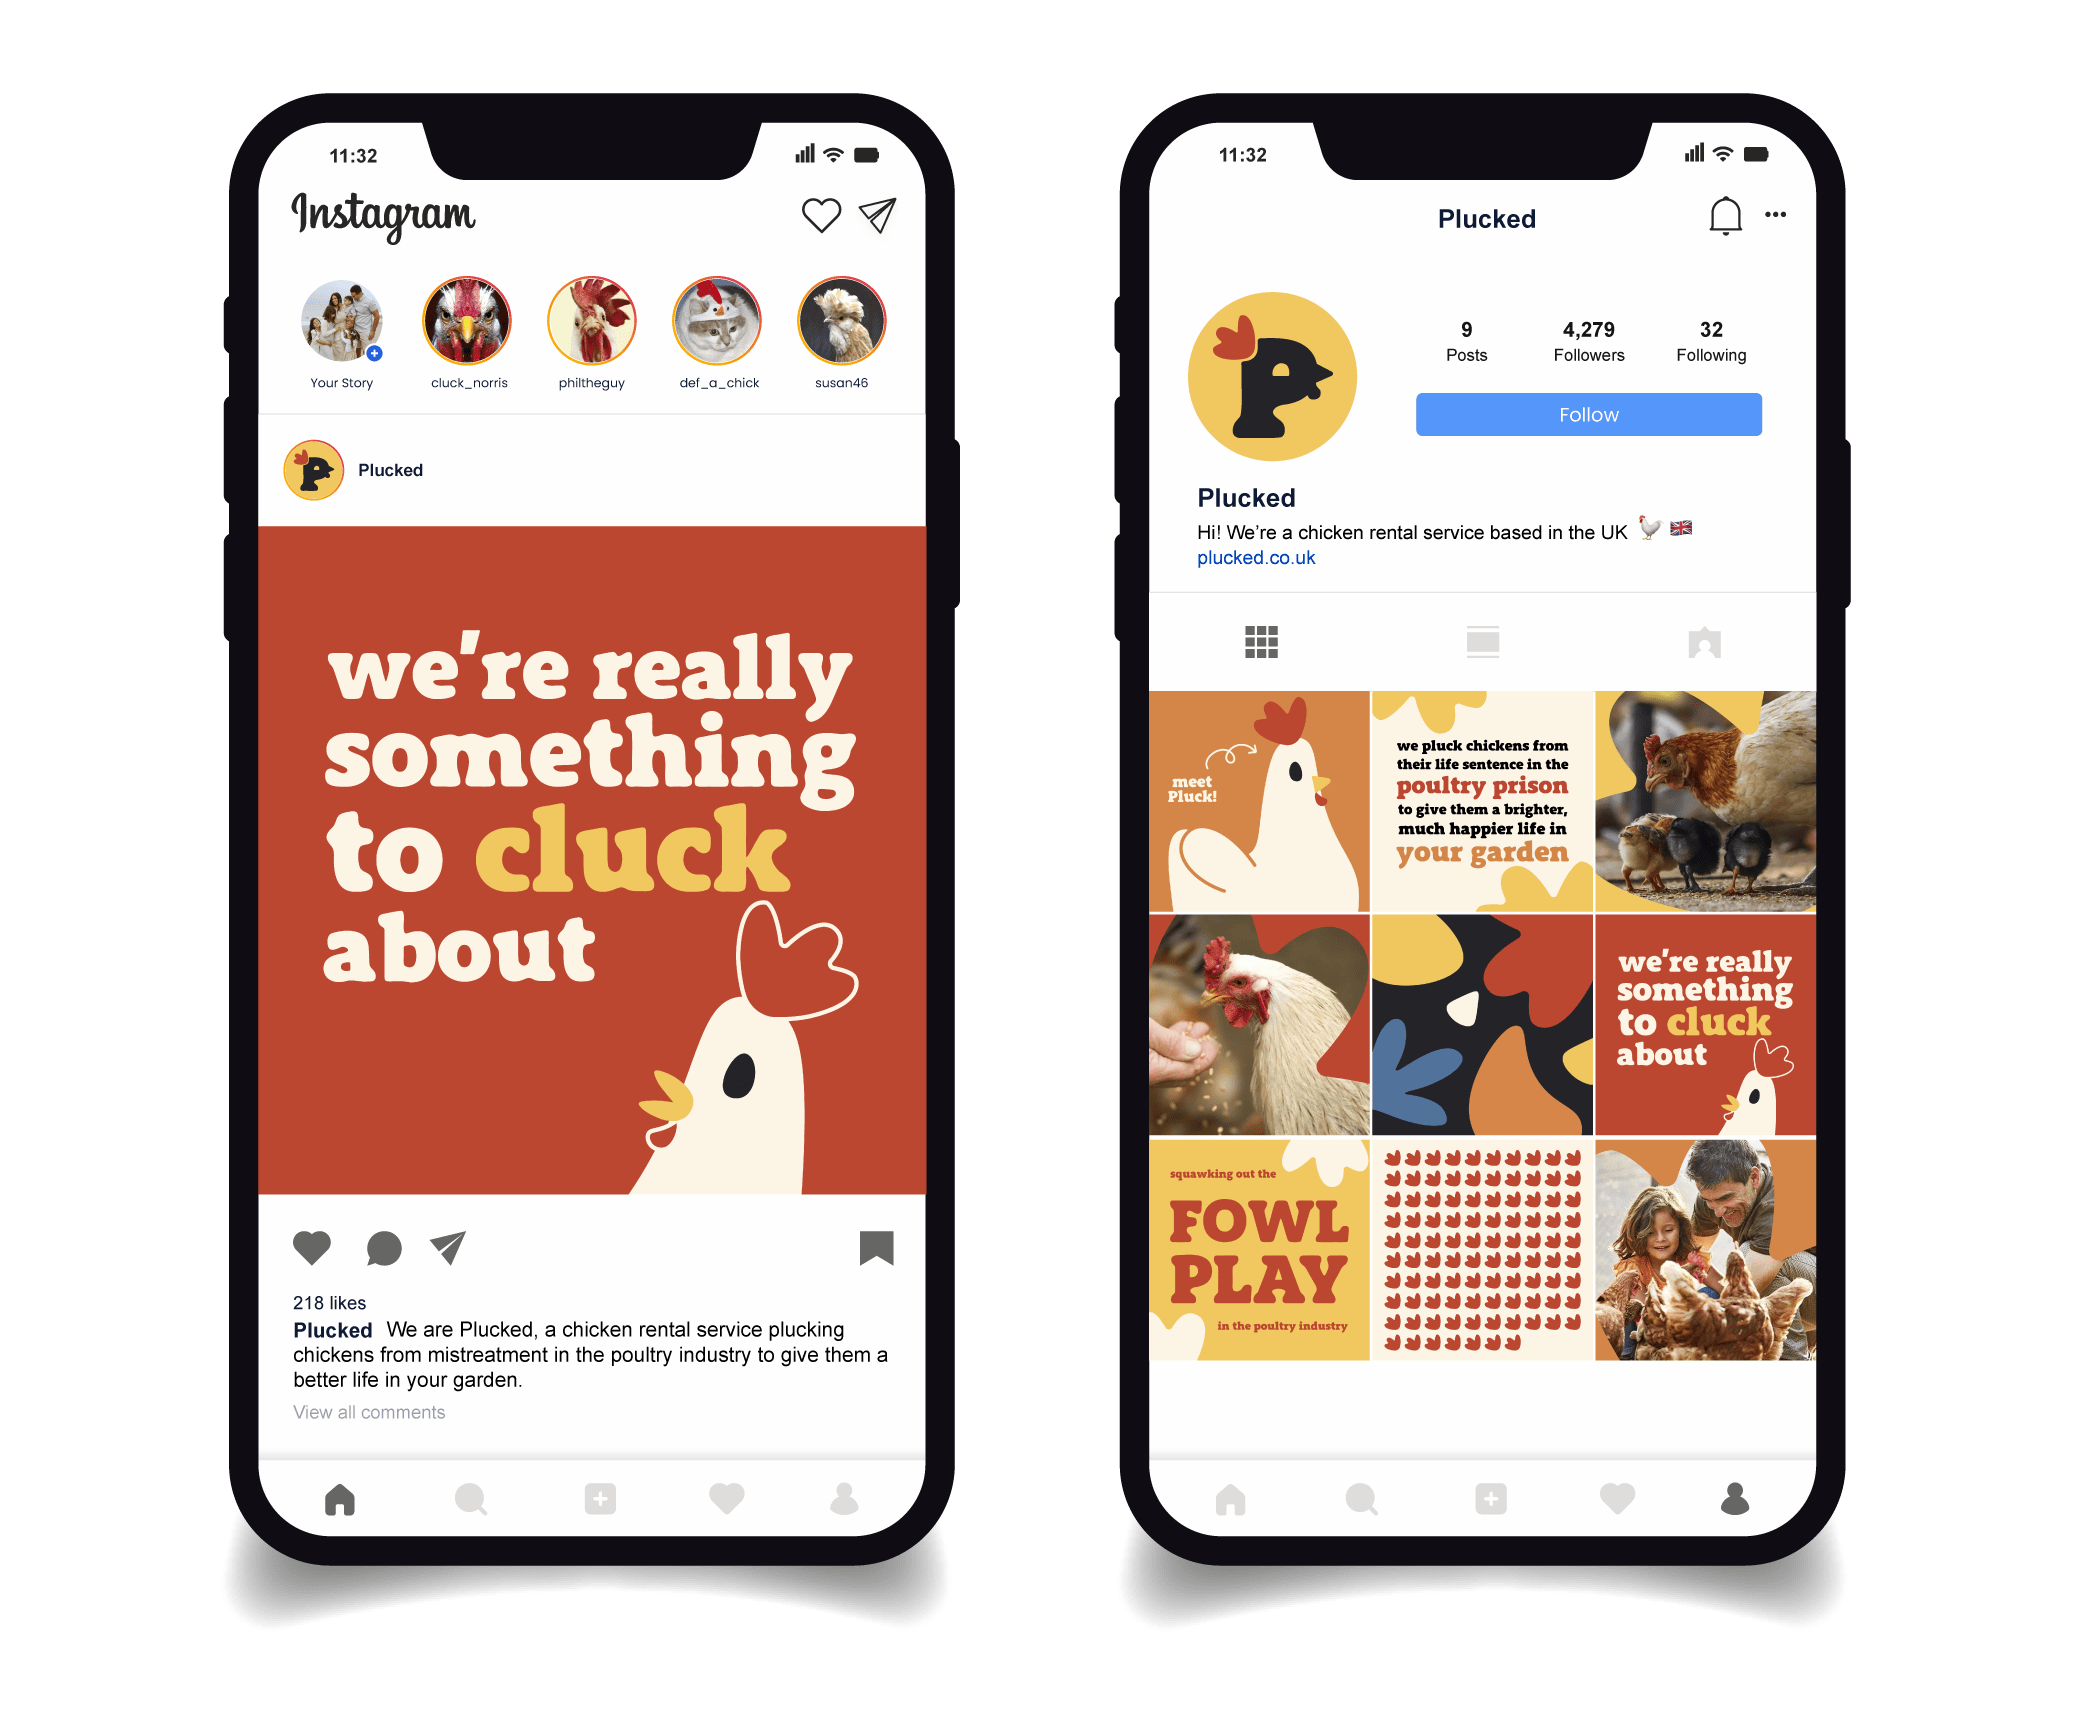 11:32
Instagram
Your Story
cluck_norris
philtheguy
def_a_chick
susan46
Plucked
we're really
something
to cluck
about
218 likes
Plucked We are Plucked, a chicken rental service plucking
chickens from mistreatment in the poultry industry to give them a
better life in your garden.
View all comments
11:32
Plucked
9
Posts
4,279
Followers
32
Following
Follow
Plucked
Hi! We're a chicken rental service based in the UK 🐓 🇬🇧
plucked.co.uk
meet
Pluck!
we pluck chickens from
their life sentence in the
poultry prison
to give them a brighter,
much happier life in
your garden
we're really
something
to cluck
about
squawking out the
FOWL
PLAY
in the poultry industry